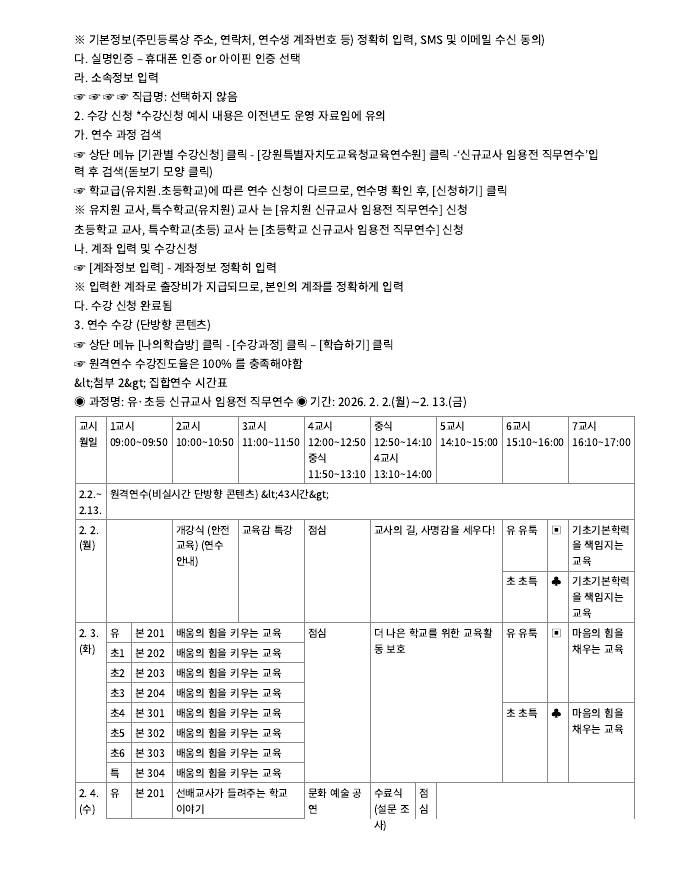 ※ 기본정보(주민등록상 주소, 연락처, 연수생 계좌번호 등) 정확히 입력, SMS 및 이메일 수신 동의)
다. 실명인증 – 휴대폰 인증 or 아이핀 인증 선택
라. 소속정보 입력
☞ ☞ ☞ ☞ 직급명: 선택하지 않음
2. 수강 신청 *수강신청 예시 내용은 이전년도 운영 자료임에 유의
가. 연수 과정 검색
☞ 상단 메뉴 [기관별 수강신청] 클릭 - [강원특별자치도교육청교육연수원] 클릭 -‘신규교사 임용전 직무연수’입
력 후 검색(돋보기 모양 클릭)
☞ 학교급(유치원.초등학교)에 따른 연수 신청이 다르므로, 연수명 확인 후, [신청하기] 클릭
※ 유치원 교사, 특수학교(유치원) 교사 는 [유치원 신규교사 임용전 직무연수] 신청
초등학교 교사, 특수학교(초등) 교사 는 [초등학교 신규교사 임용전 직무연수] 신청
나. 계좌 입력 및 수강신청
☞ [계좌정보 입력] - 계좌정보 정확히 입력
※ 입력한 계좌로 출장비가 지급되므로, 본인의 계좌를 정확하게 입력
다. 수강 신청 완료됨
3. 연수 수강 (단방향 콘텐츠)
☞ 상단 메뉴 [나의학습방] 클릭 - [수강과정] 클릭 – [학습하기] 클릭
☞ 원격연수 수강진도율은 100% 를 충족해야함
&lt;첨부 2&gt; 집합연수 시간표
◉ 과정명: 유·초등 신규교사 임용전 직무연수 ◉ 기간: 2026. 2. 2.(월)~2. 13.(금)
교시 1교시 2교시 3교시 4교시 중식 5교시 6교시 7교시
월일 09:00~09:50 10:00~10:50 11:00~11:50 12:00~12:50 12:50~14:10 14:10~15:00 15:10~16:00 16:10~17:00
중식 4교시
11:50~13:10 13:10~14:00
2.2.~ 원격연수(비실시간 단방향 콘텐츠) &lt;43시간&gt;
2.13.
2. 2. 개강식 (안전 교육감 특강 점심 교사의 길, 사명감을 세우다! 유 유특 ▣ 기초기본학력
(월) 교육) (연수 을 책임지는
안내) 교육
초 초특 ♣ 기초기본학력
을 책임지는
교육
2. 3. 유 본 201 배움의 힘을 키우는 교육 점심 더 나은 학교를 위한 교육활 유 유특 ▣ 마음의 힘을
(화) 초1 본 202 배움의 힘을 키우는 교육 동 보호 채우는 교육
초2 본 203 배움의 힘을 키우는 교육
초3 본 204 배움의 힘을 키우는 교육
초4 본 301 배움의 힘을 키우는 교육 초 초특 ♣ 마음의 힘을
초5 본 302 배움의 힘을 키우는 교육 채우는 교육
초6 본 303 배움의 힘을 키우는 교육
특 본 304 배움의 힘을 키우는 교육
2. 4. 유 본 201 선배교사가 들려주는 학교 문화 예술 공 수료식 점
(수) 이야기 연 (설문 조 심
사)